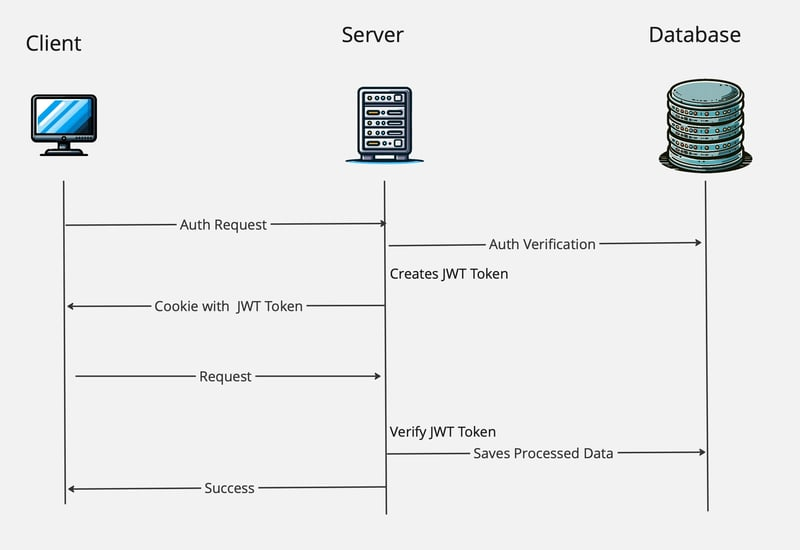 Client
Server
Database
Auth Request
Auth Verification
Creates JWT Token
Cookie with JWT Token
Request
Verify JWT Token
Saves Processed Data
Success